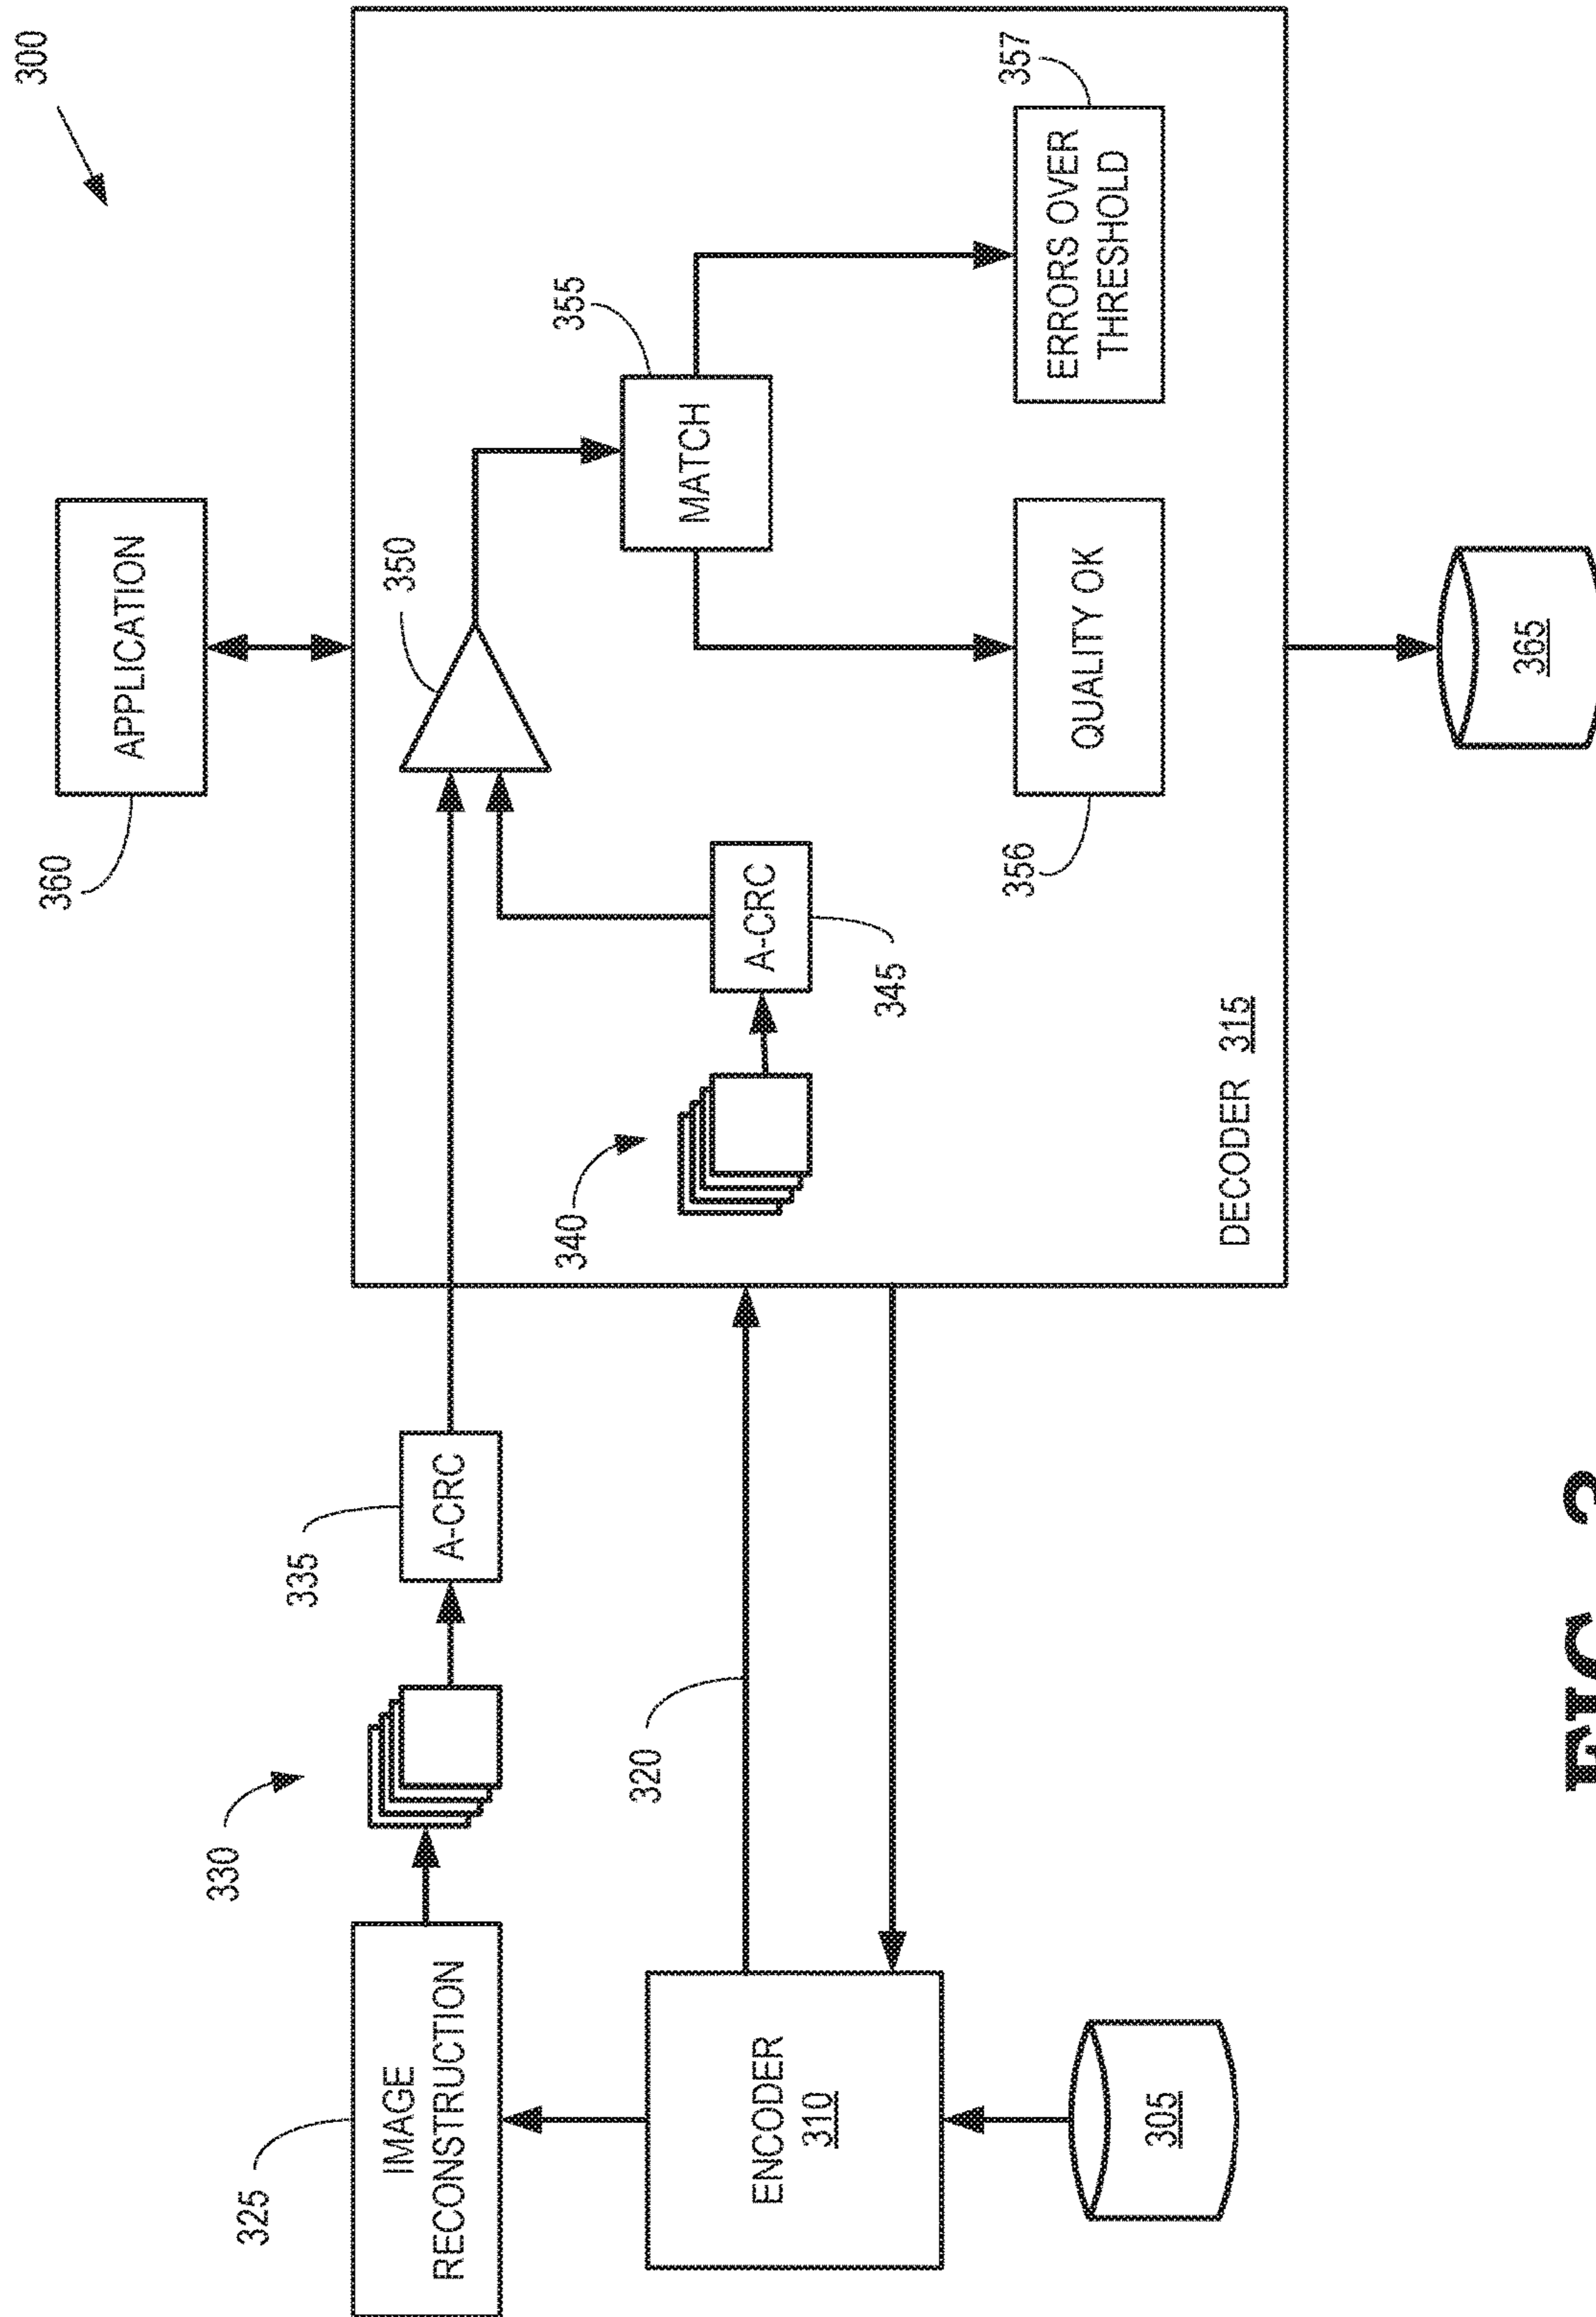 300
360
APPLICATION
325
330
335
IMAGE
RECONSTRUCTION
A-CRC
350
340
355
320
MATCH
A-CRC
ENCODER
310
345
356
357
QUALITY OK
ERRORS OVER
THRESHOLD
305
DECODER 315
365